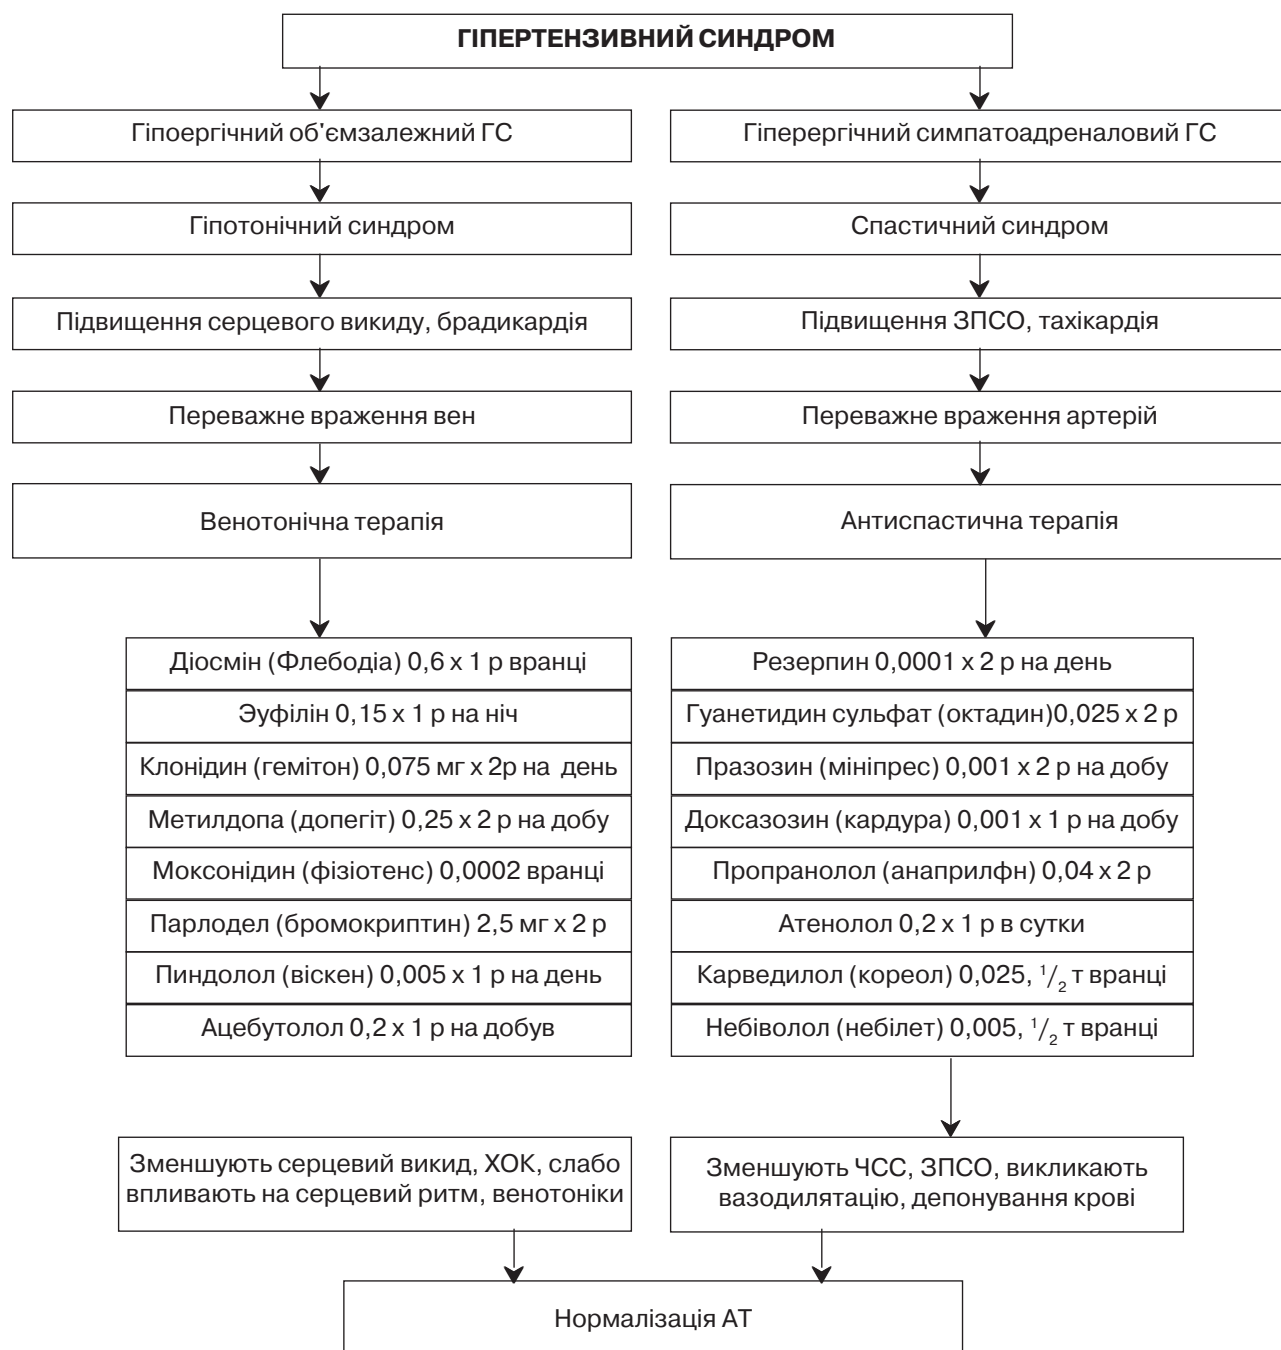 ГІПЕРТЕНЗИВНИЙ СИНДРОМ
Гіпоергічний об'ємзалежний ГС
Гіпотонічний синдром
Підвищення серцевого викиду, брадикардія
Переважне враження вен
Венотонічна терапія
Діосмін (Флебодіа) 0,6 х 1 р вранці
Эуфілін 0,15 х 1 р на ніч
Клонідин (гемітон) 0,075 мг х 2р на день
Метилдопа (допегіт) 0,25 х 2 р на добу
Моксонідин (фізіотенс) 0,0002 вранці
Парлодел (бромокриптин) 2,5 мг х 2 р
Пиндолол (віскен) 0,005 х 1 р на день
Ацебутолол 0,2 х 1 р на добув
Зменшують серцевий викид, ХОК, слабо
впливають на серцевий ритм, венотоніки
Гіперергічний симпатоадреналовий ГС
Спастичний синдром
Підвищення ЗПСО, тахікардія
Переважне враження артерій
Антиспастична терапія
Резерпин 0,0001 х 2 р на день
Гуанетидин сульфат (октадин)0,025 х 2 р
Празозин (мініпрес) 0,001 х 2 р на добу
Доксазозин (кардура) 0,001 х 1 р на добу
Пропранолол (анаприлфн) 0,04 х 2 р
Атенолол 0,2 х 1 р в сутки
Карведилол (кореол) 0,025, 1/2 т вранці
Небіволол (небілет) 0,005, 1/2 т вранці
Зменшують ЧСС, ЗПСО, викликають
вазодилятацію, депонування крові
Нормалізація АТ